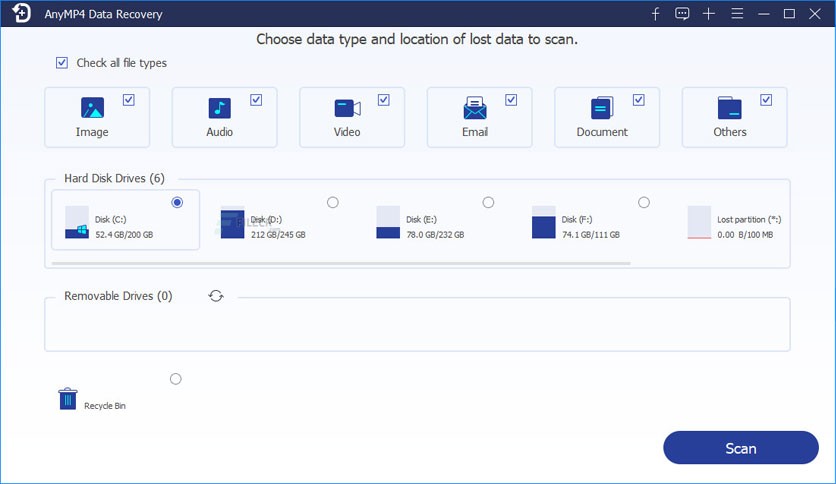 AnyMP4 Data Recovery
Choose data type and location of lost data to scan.
Check all file types
Image
Audio
Video
Email
Document
Others
Hard Disk Drives (6)
Disk (C:)
52.4 GB/200 GB
Disk (D:)
212 GB/245 GB
Disk (E:)
78.0 GB/232 GB
Disk (F:)
74.1 GB/111 GB
Lost partition (*:)
0.00 B/100 MB
Removable Drives (0)
Recycle Bin
Scan